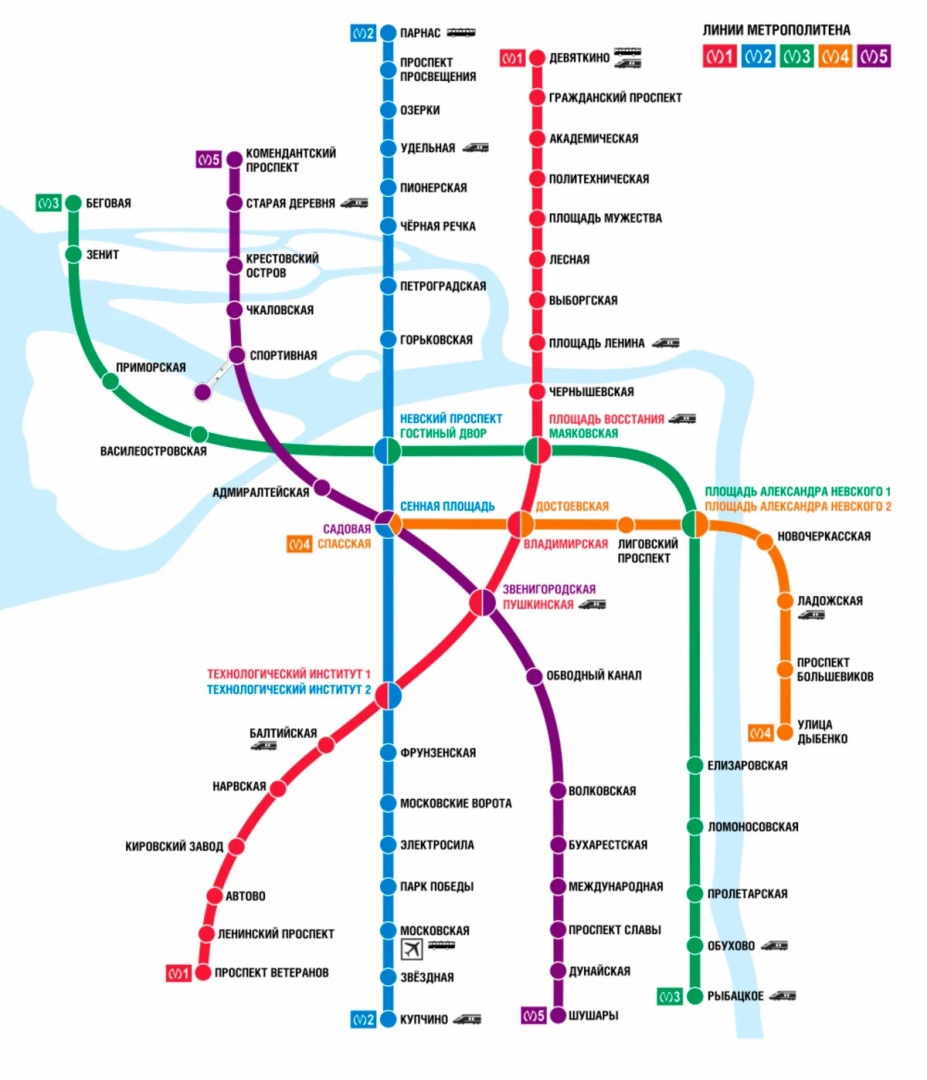 ЛИНИИ МЕТРОПОЛИТЕНА
1 2 3 4 5
2 ПАРНАС
ПРОСПЕКТ
ПРОСВЕЩЕНИЯ
ОЗЕРКИ
УДЕЛЬНАЯ
ПИОНЕРСКАЯ
ЧЁРНАЯ РЕЧКА
ПЕТРОГРАДСКАЯ
ГОРЬКОВСКАЯ
1 ДЕВЯТКИНО
ГРАЖДАНСКИЙ ПРОСПЕКТ
АКАДЕМИЧЕСКАЯ
ПОЛИТЕХНИЧЕСКАЯ
ПЛОЩАДЬ МУЖЕСТВА
ЛЕСНАЯ
ВЫБОРГСКАЯ
ПЛОЩАДЬ ЛЕНИНА
ЧЕРНЫШЕВСКАЯ
5 КОМЕНДАНТСКИЙ
ПРОСПЕКТ
СТАРАЯ ДЕРЕВНЯ
КРЕСТОВСКИЙ
ОСТРОВ
ЧКАЛОВСКАЯ
СПОРТИВНАЯ
3 БЕГОВАЯ
ЗЕНИТ
ПРИМОРСКАЯ
ВАСИЛЕОСТРОВСКАЯ
НЕВСКИЙ ПРОСПЕКТ
ГОСТИНЫЙ ДВОР
ПЛОЩАДЬ ВОССТАНИЯ
МАЯКОВСКАЯ
АДМИРАЛТЕЙСКАЯ
СЕННАЯ ПЛОЩАДЬ
САДОВАЯ
4 СПАССКАЯ
ДОСТОЕВСКАЯ
ВЛАДИМИРСКАЯ
ЛИГОВСКИЙ
ПРОСПЕКТ
ПЛОЩАДЬ АЛЕКСАНДРА НЕВСКОГО 1
ПЛОЩАДЬ АЛЕКСАНДРА НЕВСКОГО 2
НОВОЧЕРКАССКАЯ
ЛАДОЖСКАЯ
ПРОСПЕКТ
БОЛЬШЕВИКОВ
4 УЛИЦА
ДЫБЕНКО
ЗВЕНИГОРОДСКАЯ
ПУШКИНСКАЯ
ТЕХНОЛОГИЧЕСКИЙ ИНСТИТУТ 1
ТЕХНОЛОГИЧЕСКИЙ ИНСТИТУТ 2
БАЛТИЙСКАЯ
НАРВСКАЯ
КИРОВСКИЙ ЗАВОД
АВТОВО
ЛЕНИНСКИЙ ПРОСПЕКТ
1 ПРОСПЕКТ ВЕТЕРАНОВ
ФРУНЗЕНСКАЯ
МОСКОВСКИЕ ВОРОТА
ЭЛЕКТРОСИЛА
ПАРК ПОБЕДЫ
МОСКОВСКАЯ
ЗВЁЗДНАЯ
2 КУПЧИНО
ОБВОДНЫЙ КАНАЛ
ВОЛКОВСКАЯ
БУХАРЕСТСКАЯ
МЕЖДУНАРОДНАЯ
ПРОСПЕКТ СЛАВЫ
ДУНАЙСКАЯ
5 ШУШАРЫ
ЕЛИЗАРОВСКАЯ
ЛОМОНОСОВСКАЯ
ПРОЛЕТАРСКАЯ
ОБУХОВО
3 РЫБАЦКОЕ